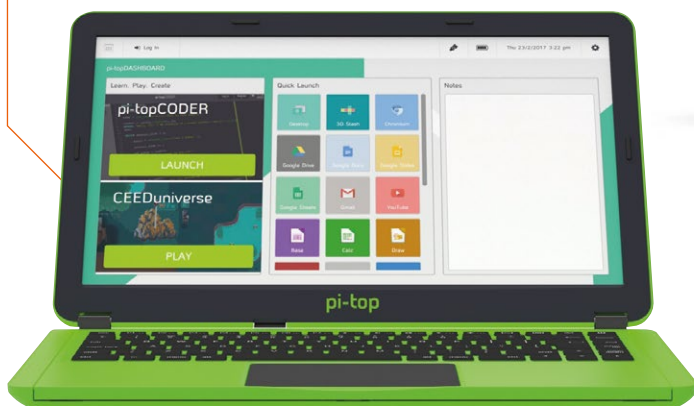 Log in
Thu 23/2/2017 3:22 pm
pi-topDASHBOARD
Learn. Play. Create
pi-topCODER
LAUNCH
CEEDuniverse
PLAY
Quick Launch
Desktop
3D Slash
Chromium
Google Drive
Google Docs
Google Slides
Google Sheets
Gmail
YouTube
Base
Calc
Draw
Notes
pi-top